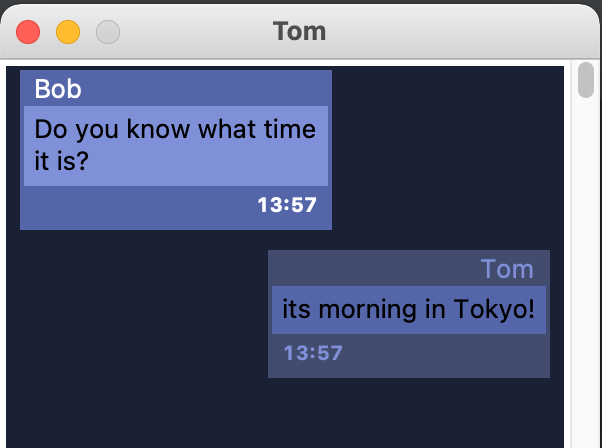 Tom
Bob
Do you know what time
it is?
13:57
Tom
its morning in Tokyo!
13:57